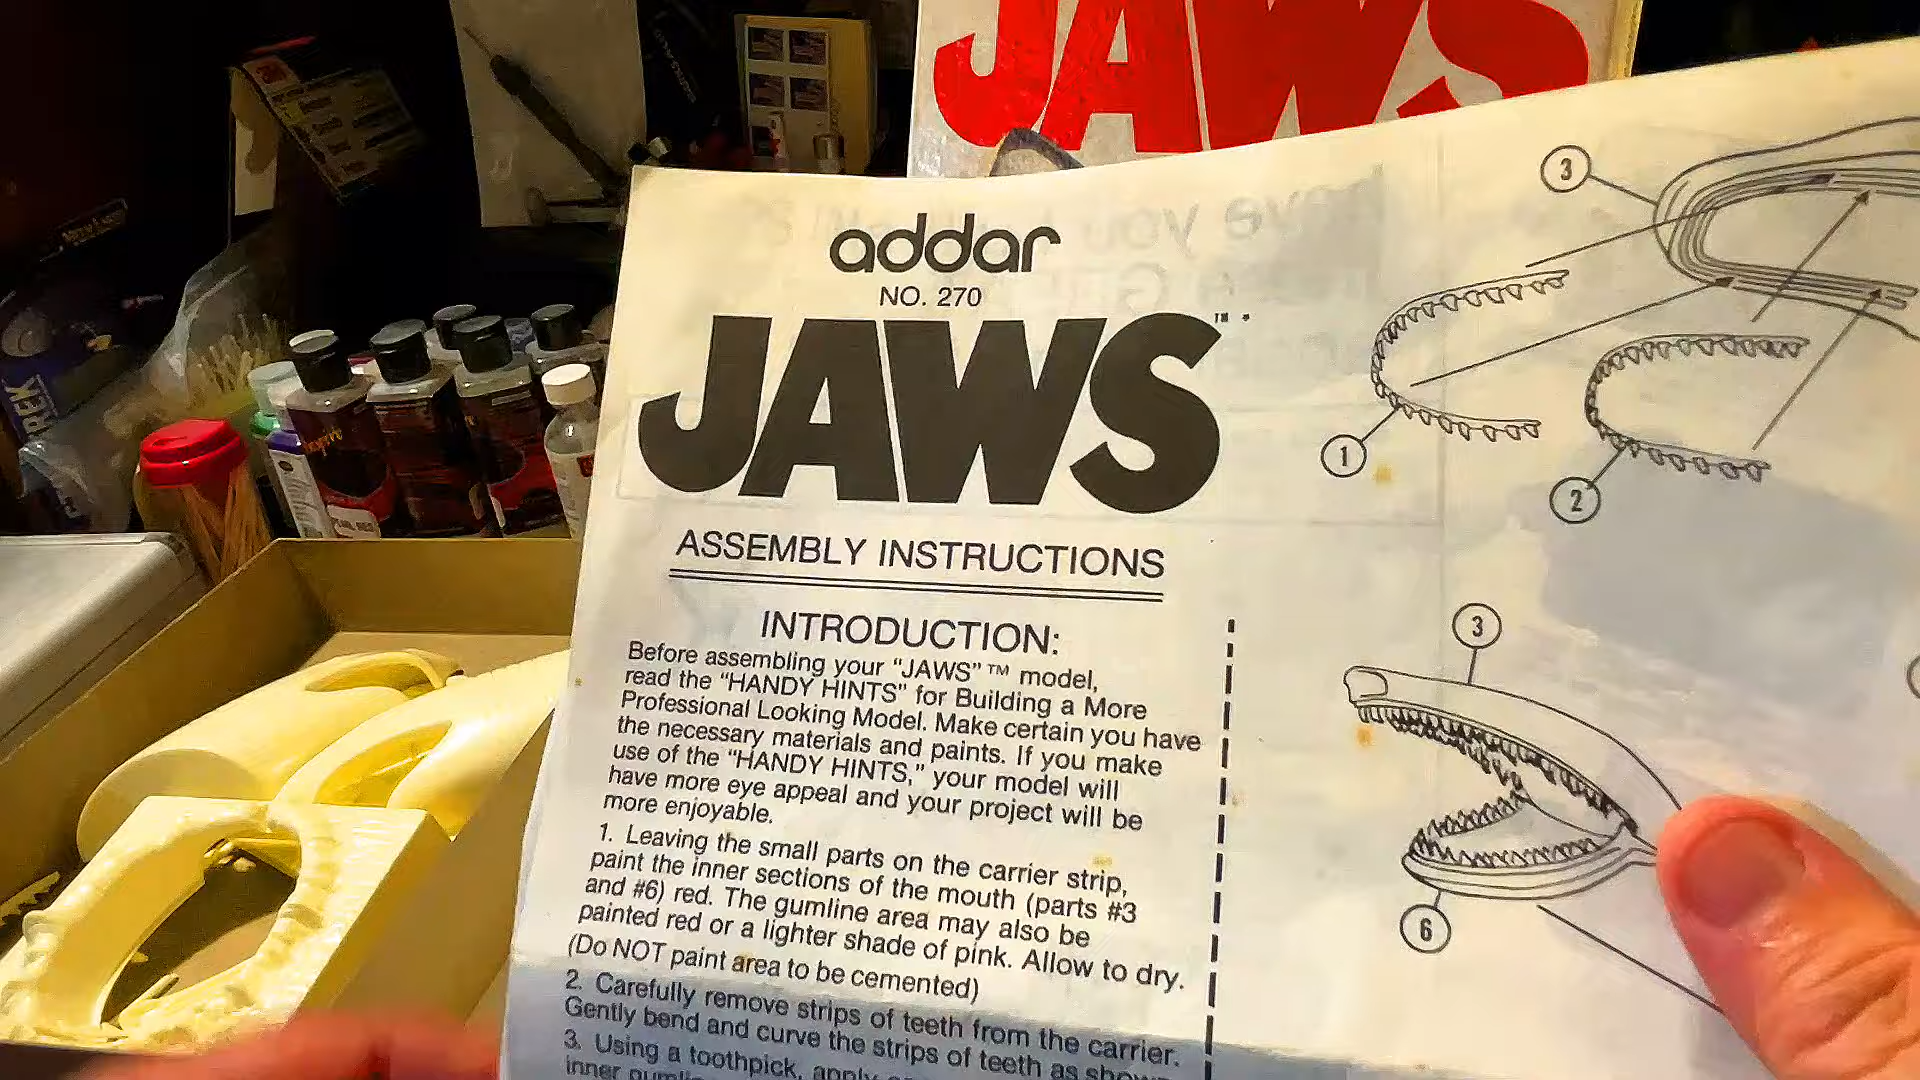 JAWS
addar
NO. 270
JAWS™
ASSEMBLY INSTRUCTIONS
INTRODUCTION:
Before assembling your "JAWS" ™ model,
read the "HANDY HINTS" for Building a More
Professional Looking Model. Make certain you have
the necessary materials and paints. If you make
use of the "HANDY HINTS," your model will
have more eye appeal and your project will be
more enjoyable.
1. Leaving the small parts on the carrier strip,
paint the inner sections of the mouth (parts #3
and #6) red. The gumline area may also be
painted red or a lighter shade of pink. Allow to dry.
(Do NOT paint area to be cemented)
2. Carefully remove strips of teeth from the carrier.
Gently bend and curve the strips of teeth as
3. Using a toothpick, apply
inner
3
1
2
3
6